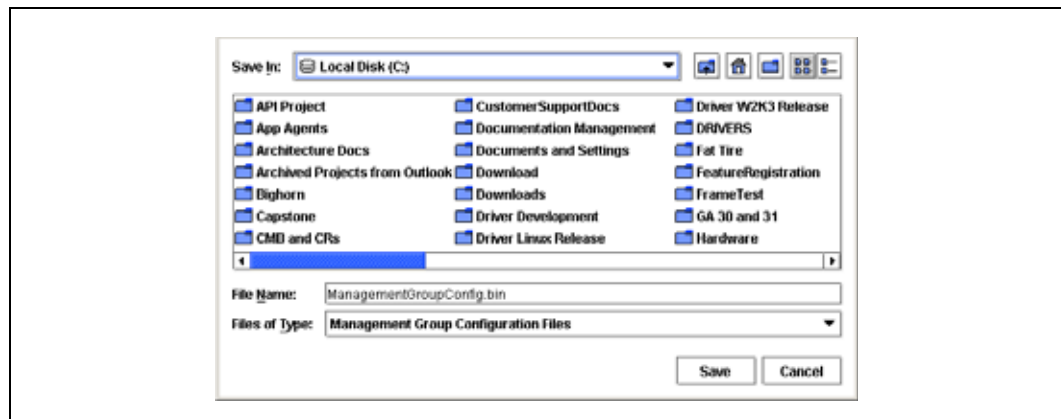 Save In: Local Disk (C:)
API Project CustomerSupportDocs Driver W2K3 Release
App Agents Documentation Management DRIVERS
Architecture Docs Documents and Settings Fat Tire
Archived Projects from Outlook Download FeatureRegistration
Bighorn Downloads FrameTest
Capstone Driver Development GA 30 and 31
CMB and CRs Driver Linux Release Hardware
File Name: ManagementGroupConfig.bin
Files of Type: Management Group Configuration Files
Save Cancel